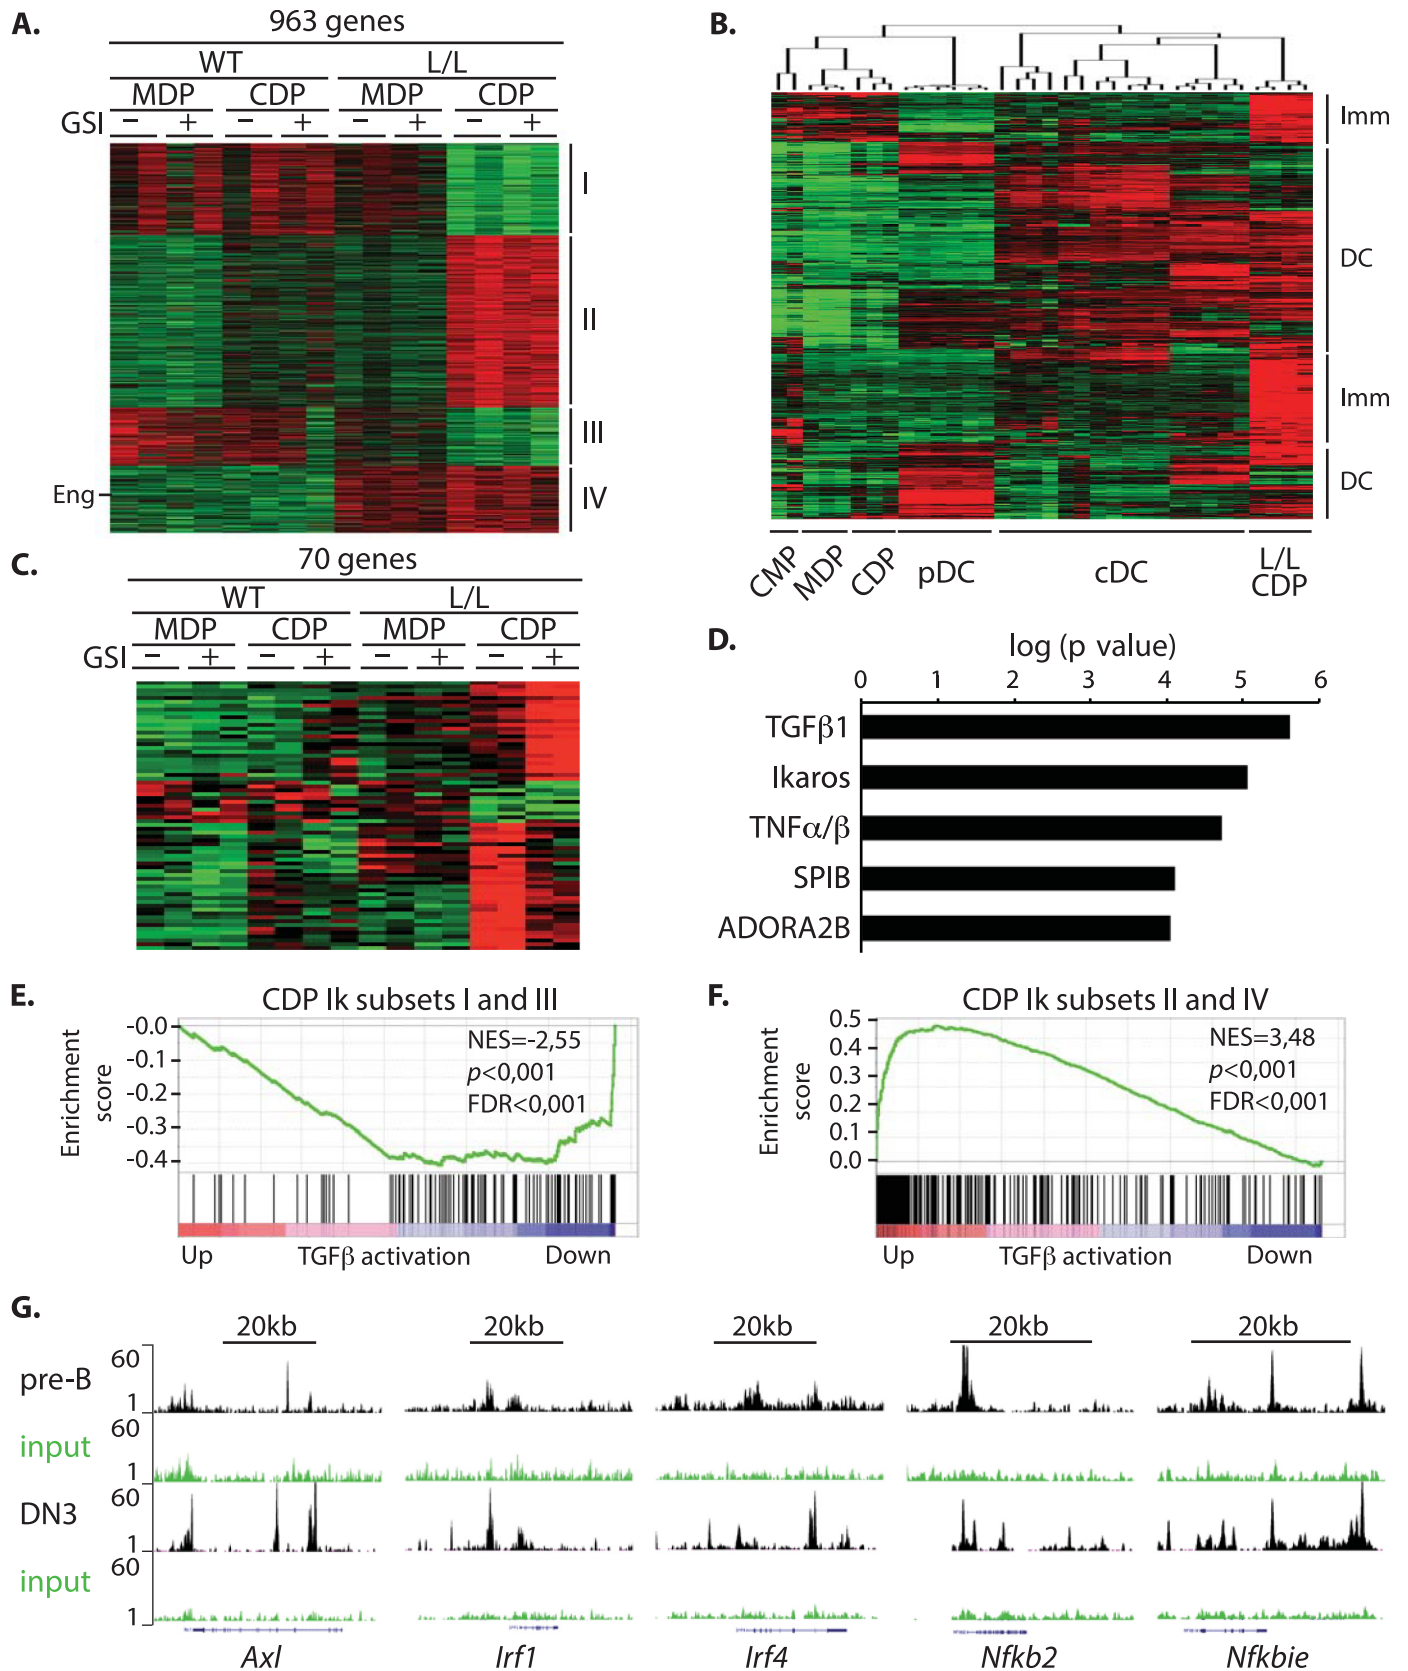 A.
963 genes
WT L/L
MDP CDP MDP CDP
GSI − + − + − + − +
I
II
III
IV
Eng
B.
Imm
DC
Imm
DC
CMP MDP CDP pDC cDC L/L CDP
C.
70 genes
WT L/L
MDP CDP MDP CDP
GSI − + − + − + − +
D.
log (p value)
0 1 2 3 4 5 6
TGFβ1
Ikaros
TNFα/β
SPIB
ADORA2B
E.
CDP Ik subsets I and III
Enrichment score
-0.0
-0.1
-0.2
-0.3
-0.4
NES=-2,55
p<0,001
FDR<0,001
Up TGFβ activation Down
F.
CDP Ik subsets II and IV
Enrichment score
0.5
0.4
0.3
0.2
0.1
0.0
NES=3,48
p<0,001
FDR<0,001
Up TGFβ activation Down
G.
20kb 20kb 20kb 20kb 20kb
pre-B 60 1
input 60 1
DN3 60 1
input 60 1
Axl Irf1 Irf4 Nfkb2 Nfkbie